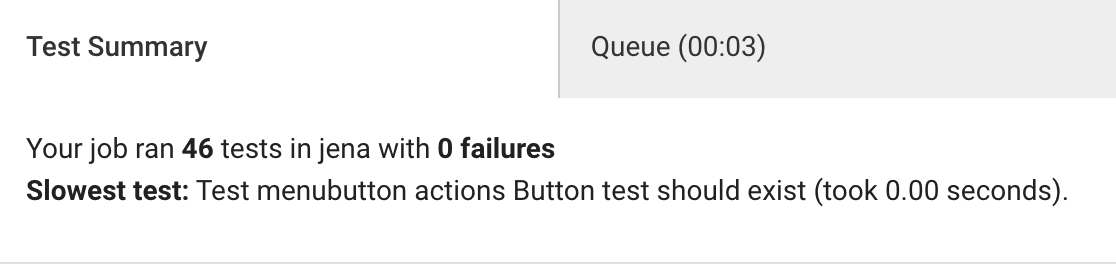 Test Summary
Queue (00:03)
Your job ran 46 tests in jena with 0 failures
Slowest test: Test menubutton actions Button test should exist (took 0.00 seconds).